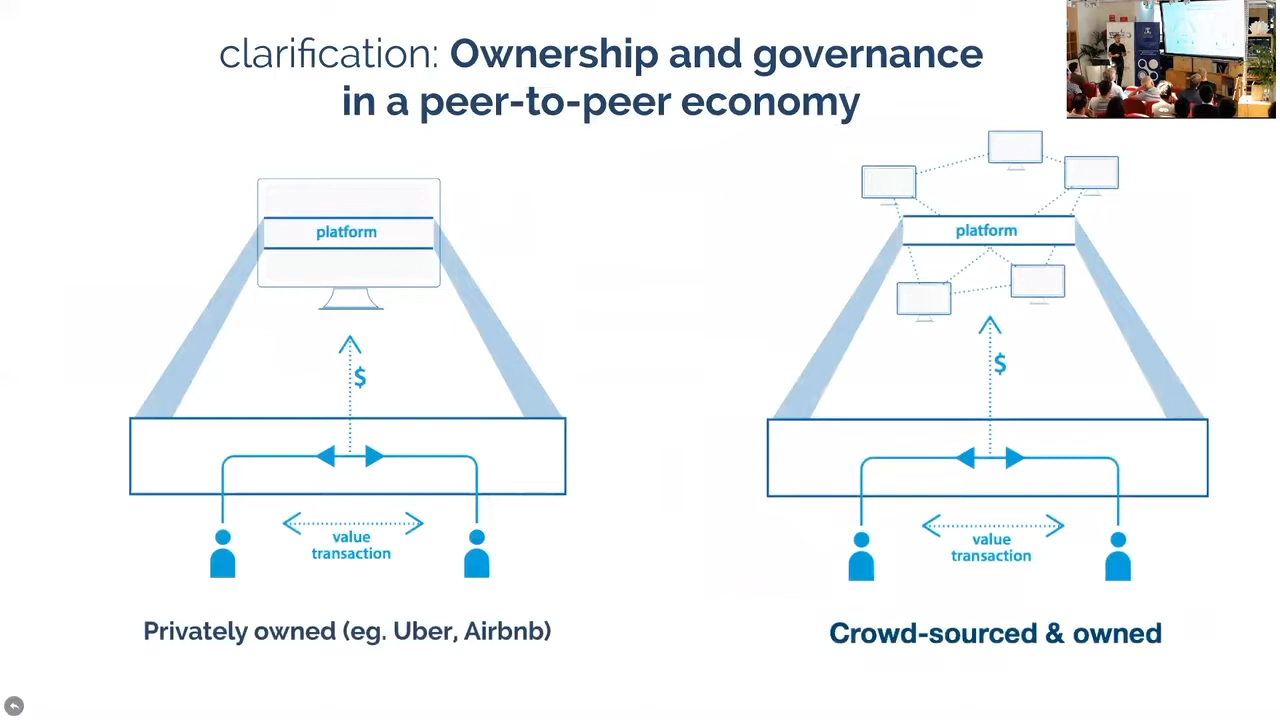 clarification: Ownership and governance
in a peer-to-peer economy
platform
$
value
transaction
Privately owned (eg. Uber, Airbnb)
platform
$
value
transaction
Crowd-sourced & owned